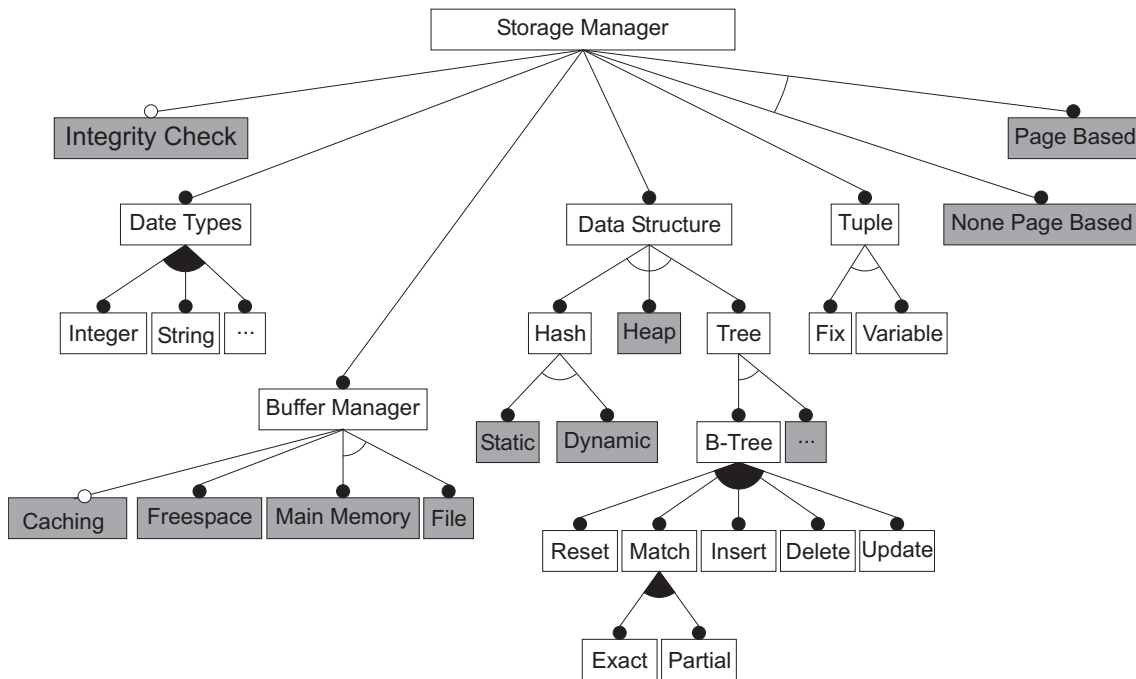 Storage Manager
Integrity Check
Page Based
Date Types
Data Structure
Tuple
None Page Based
Integer
String
...
Hash
Heap
Tree
Fix
Variable
Buffer Manager
Static
Dynamic
B-Tree
...
Caching
Freespace
Main Memory
File
Reset
Match
Insert
Delete
Update
Exact
Partial